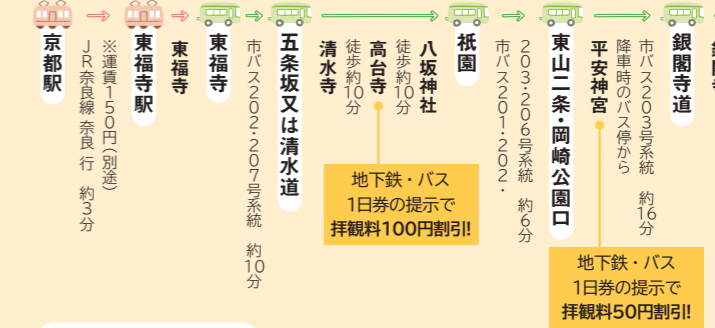 京都駅
※運賃150円(別途)
JR奈良線 奈良 行 約3分
東福寺駅
東福寺
東福寺
市バス202・207号系統 約10分
五条坂又は清水道
清水寺
徒歩約10分
高台寺
徒歩約10分
八坂神社
地下鉄・バス
1日券の提示で
拝観料100円割引!
祇園
市バス201・202・
203・206号系統 約6分
東山二条・岡崎公園口
平安神宮
降車時のバス停から
市バス203号系統 約16分
地下鉄・バス
1日券の提示で
拝観料50円割引!
銀閣寺道